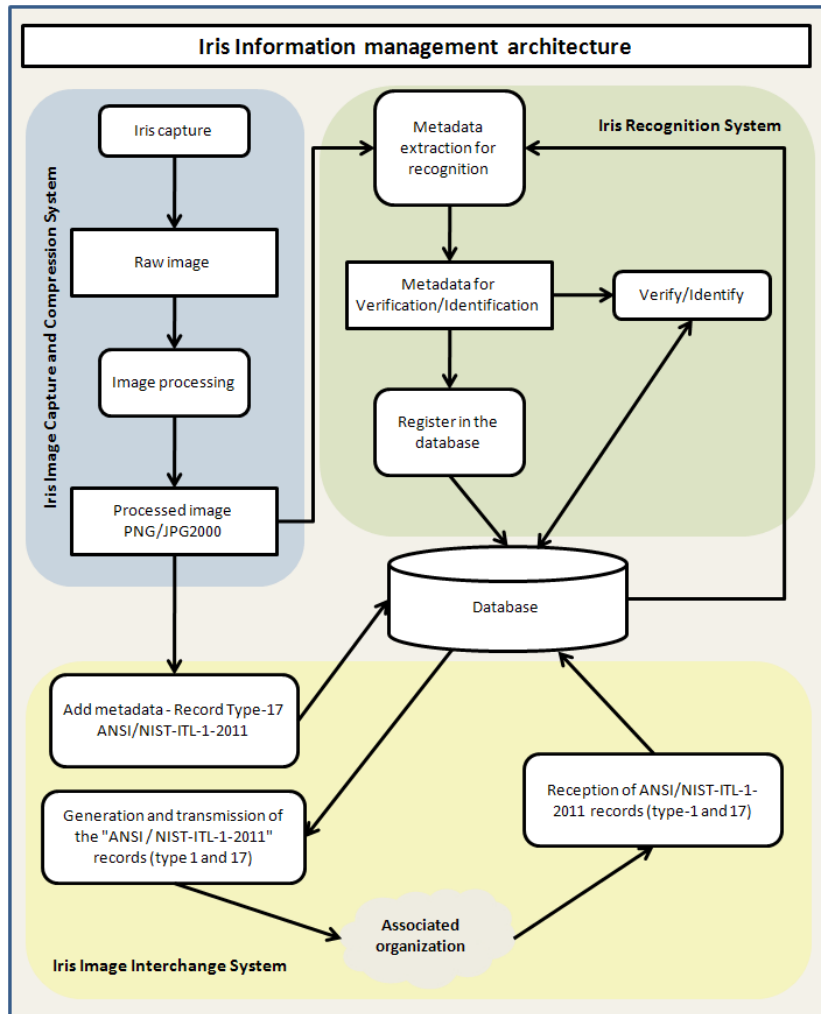 Iris Information management architecture
Iris Image Capture and Compression System
Iris capture
Raw image
Image processing
Processed image
PNG/JPG2000
Iris Recognition System
Metadata
extraction for
recognition
Metadata for
Verification/Identification
Verify/Identify
Register in the
database
Database
Add metadata - Record Type-17
ANSI/NIST-ITL-1-2011
Generation and transmission of
the "ANSI / NIST-ITL-1-2011"
records (type 1 and 17)
Reception of ANSI/NIST-ITL-1-
2011 records (type-1 and 17)
Associated
organization
Iris Image Interchange System